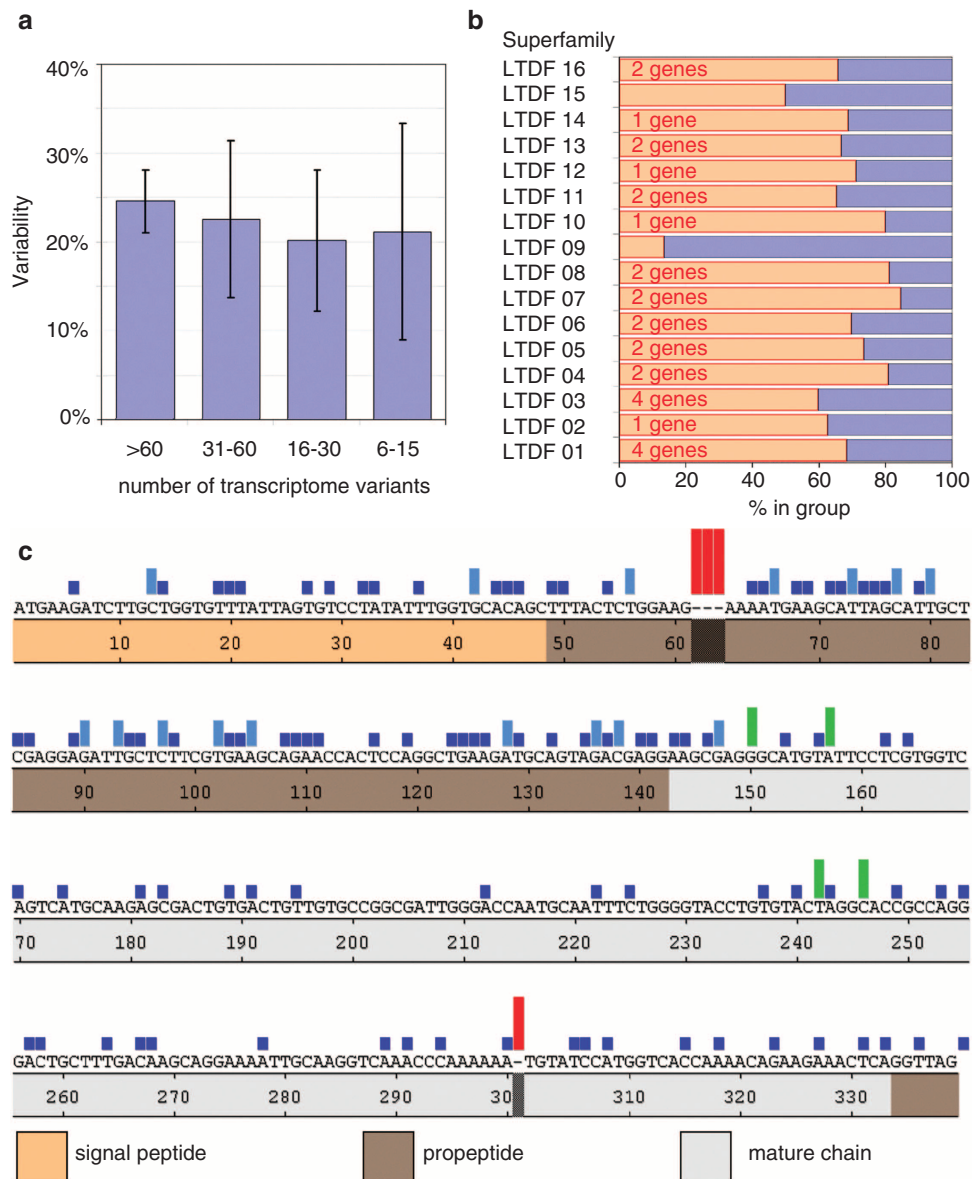 a
40%
30%
20%
10%
0%
Variability
>60 31-60 16-30 6-15
number of transcriptome variants
b
Superfamily
LTDF 16 2 genes
LTDF 15
LTDF 14 1 gene
LTDF 13 2 genes
LTDF 12 1 gene
LTDF 11 2 genes
LTDF 10 1 gene
LTDF 09
LTDF 08 2 genes
LTDF 07 2 genes
LTDF 06 2 genes
LTDF 05 2 genes
LTDF 04 2 genes
LTDF 03 4 genes
LTDF 02 1 gene
LTDF 01 4 genes
0 20 40 60 80 100
% in group
c
ATGAAGATCTTGCTGGTGTTTATTAGTGTCCTATATTTGGTGCACAGCTTTACTCTGGAAG---AAAATGAAGCATTAGCATTGCT
10 20 30 40 50 60 70 80
CGAGGAGATTGCTCTTCGTGAAGCAGAACCACTCCAGGCTGAAGATGCAGTAGACGAGGAAGCGAGGGCATGTATTCCTCGTGGTC
90 100 110 120 130 140 150 160
AGTCATGCAAGAGCGACTGTGACTGTTGTGCCGGCGATTGGGACCAATGCAATTTCTGGGGTACCTGTGTACTAGGCACCGCCAGG
70 180 190 200 210 220 230 240 250
GACTGCTTTGACAAGCAGGAAAATTGCAAGGTCAAACCCAAAAAA-TGTATCCATGGTCACCAAAACAGAAGAAACTCAGGTTAG
260 270 280 290 30 310 320 330
signal peptide propeptide mature chain